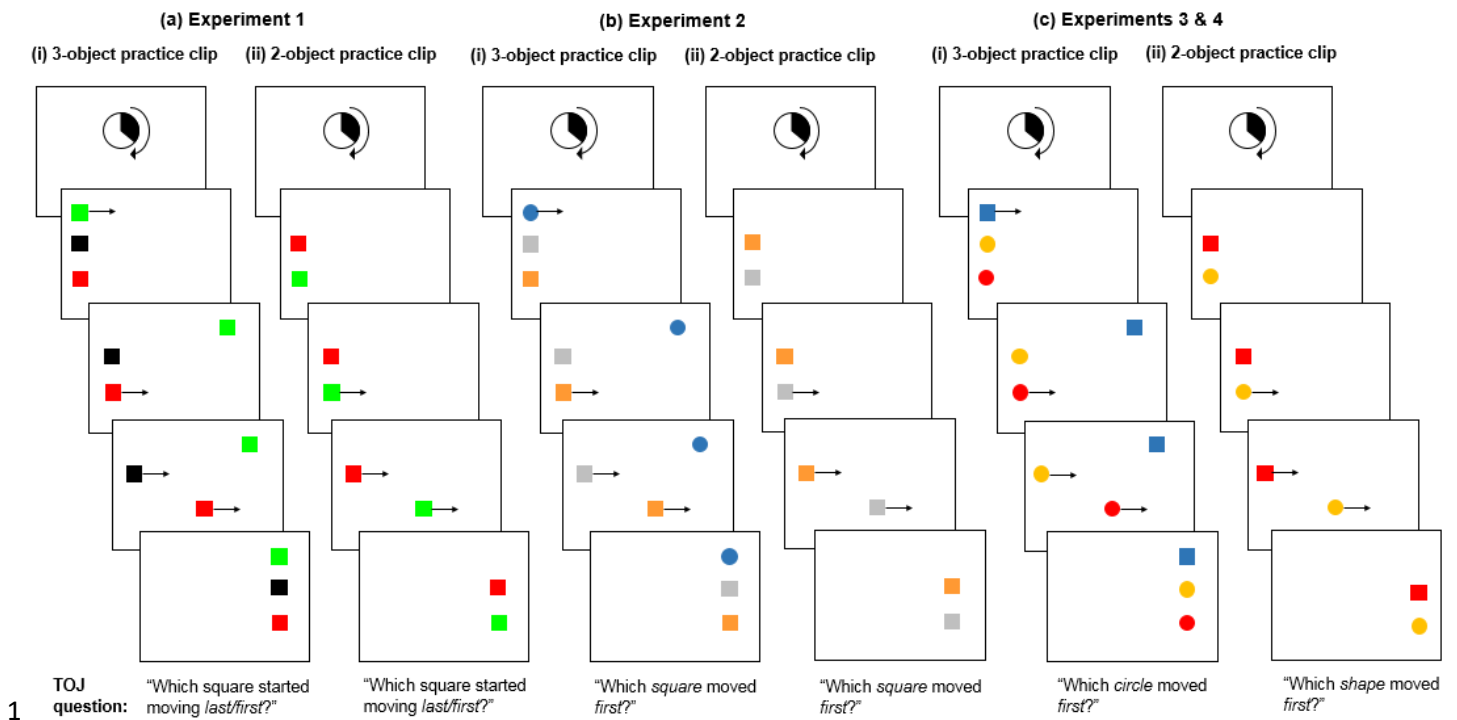 (a) Experiment 1
(b) Experiment 2
(c) Experiments 3 & 4
(i) 3-object practice clip
(ii) 2-object practice clip
(i) 3-object practice clip
(ii) 2-object practice clip
(i) 3-object practice clip
(ii) 2-object practice clip
1
TOJ
question:
“Which square started
moving last/first?”
“Which square started
moving last/first?”
“Which square moved
first?”
“Which square moved
first?”
“Which circle moved
first?”
“Which shape moved
first?”